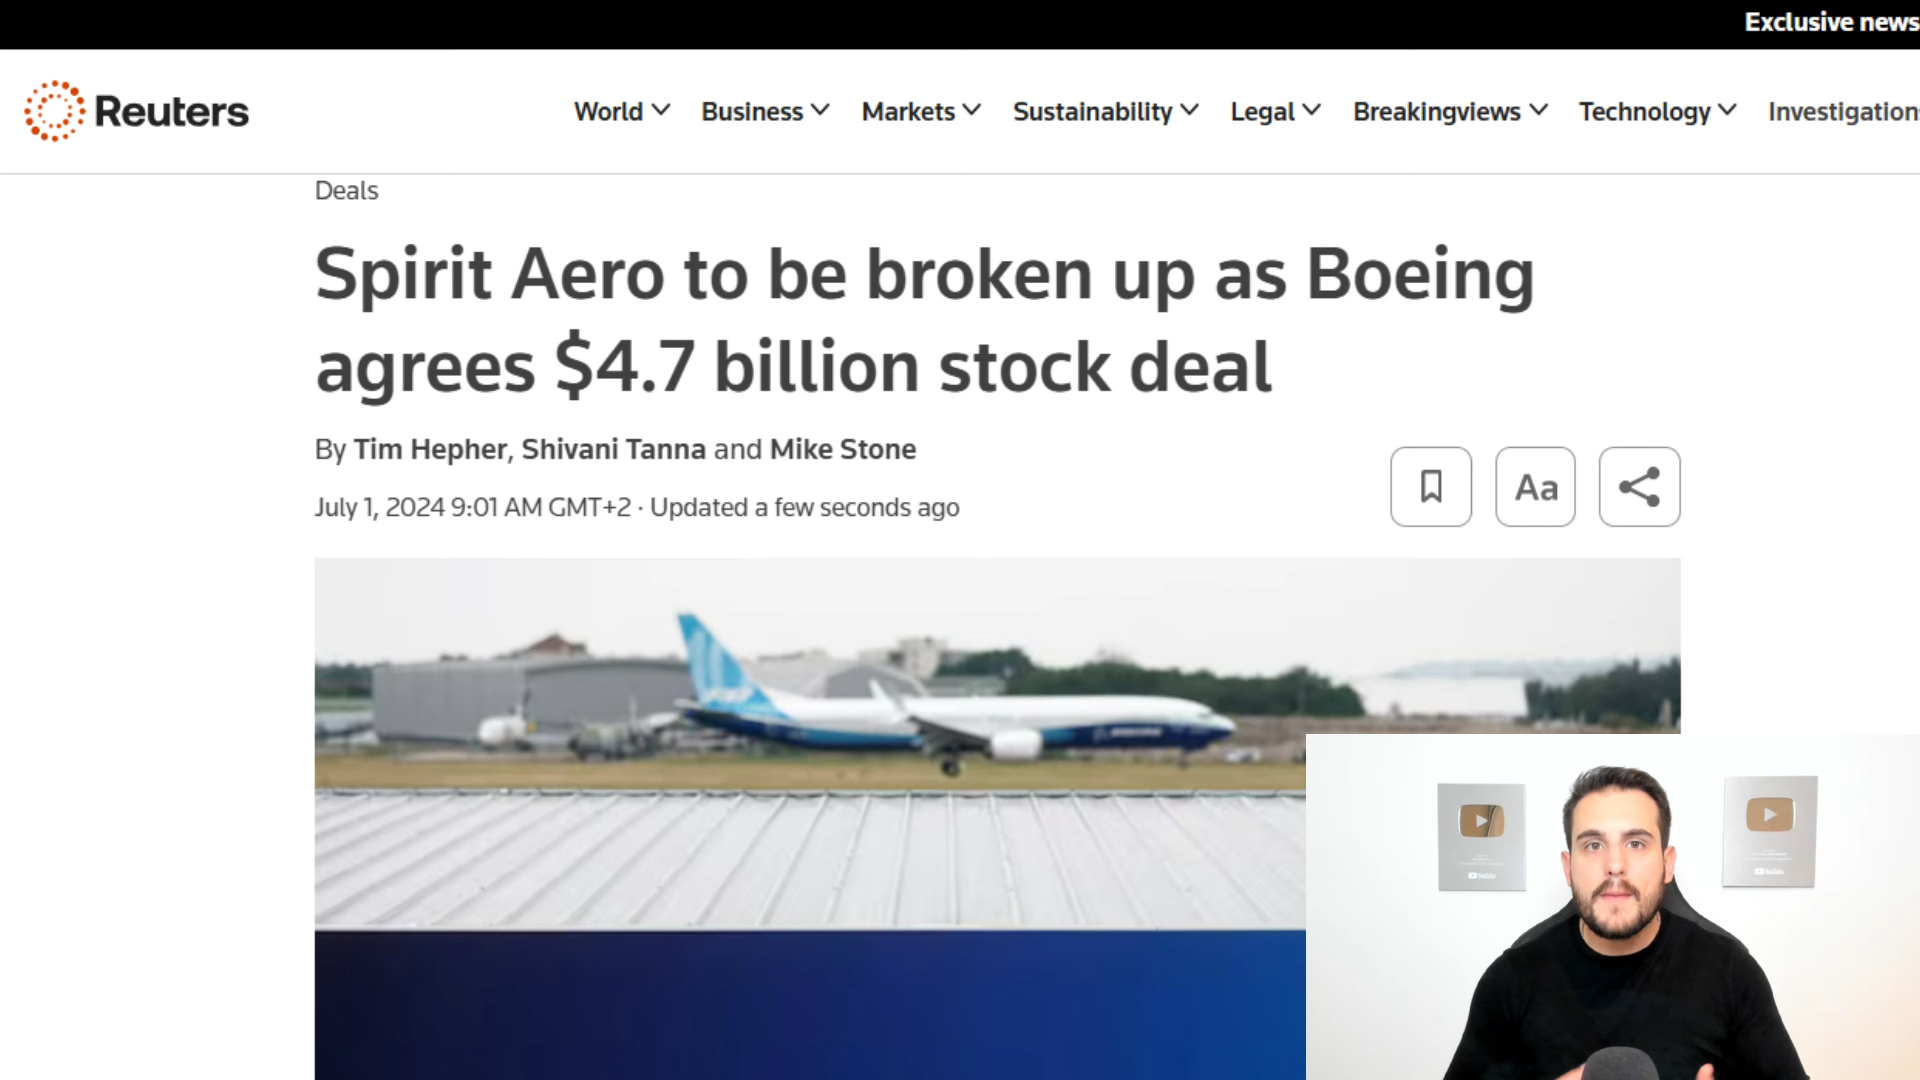 Exclusive news
Reuters
World Business Markets Sustainability Legal Breakingviews Technology Investigation
Deals
Spirit Aero to be broken up as Boeing
agrees $4.7 billion stock deal
By Tim Hepher, Shivani Tanna and Mike Stone
Aa
July 1, 2024 9:01 AM GMT+2 · Updated a few seconds ago
YouTube
YouTube